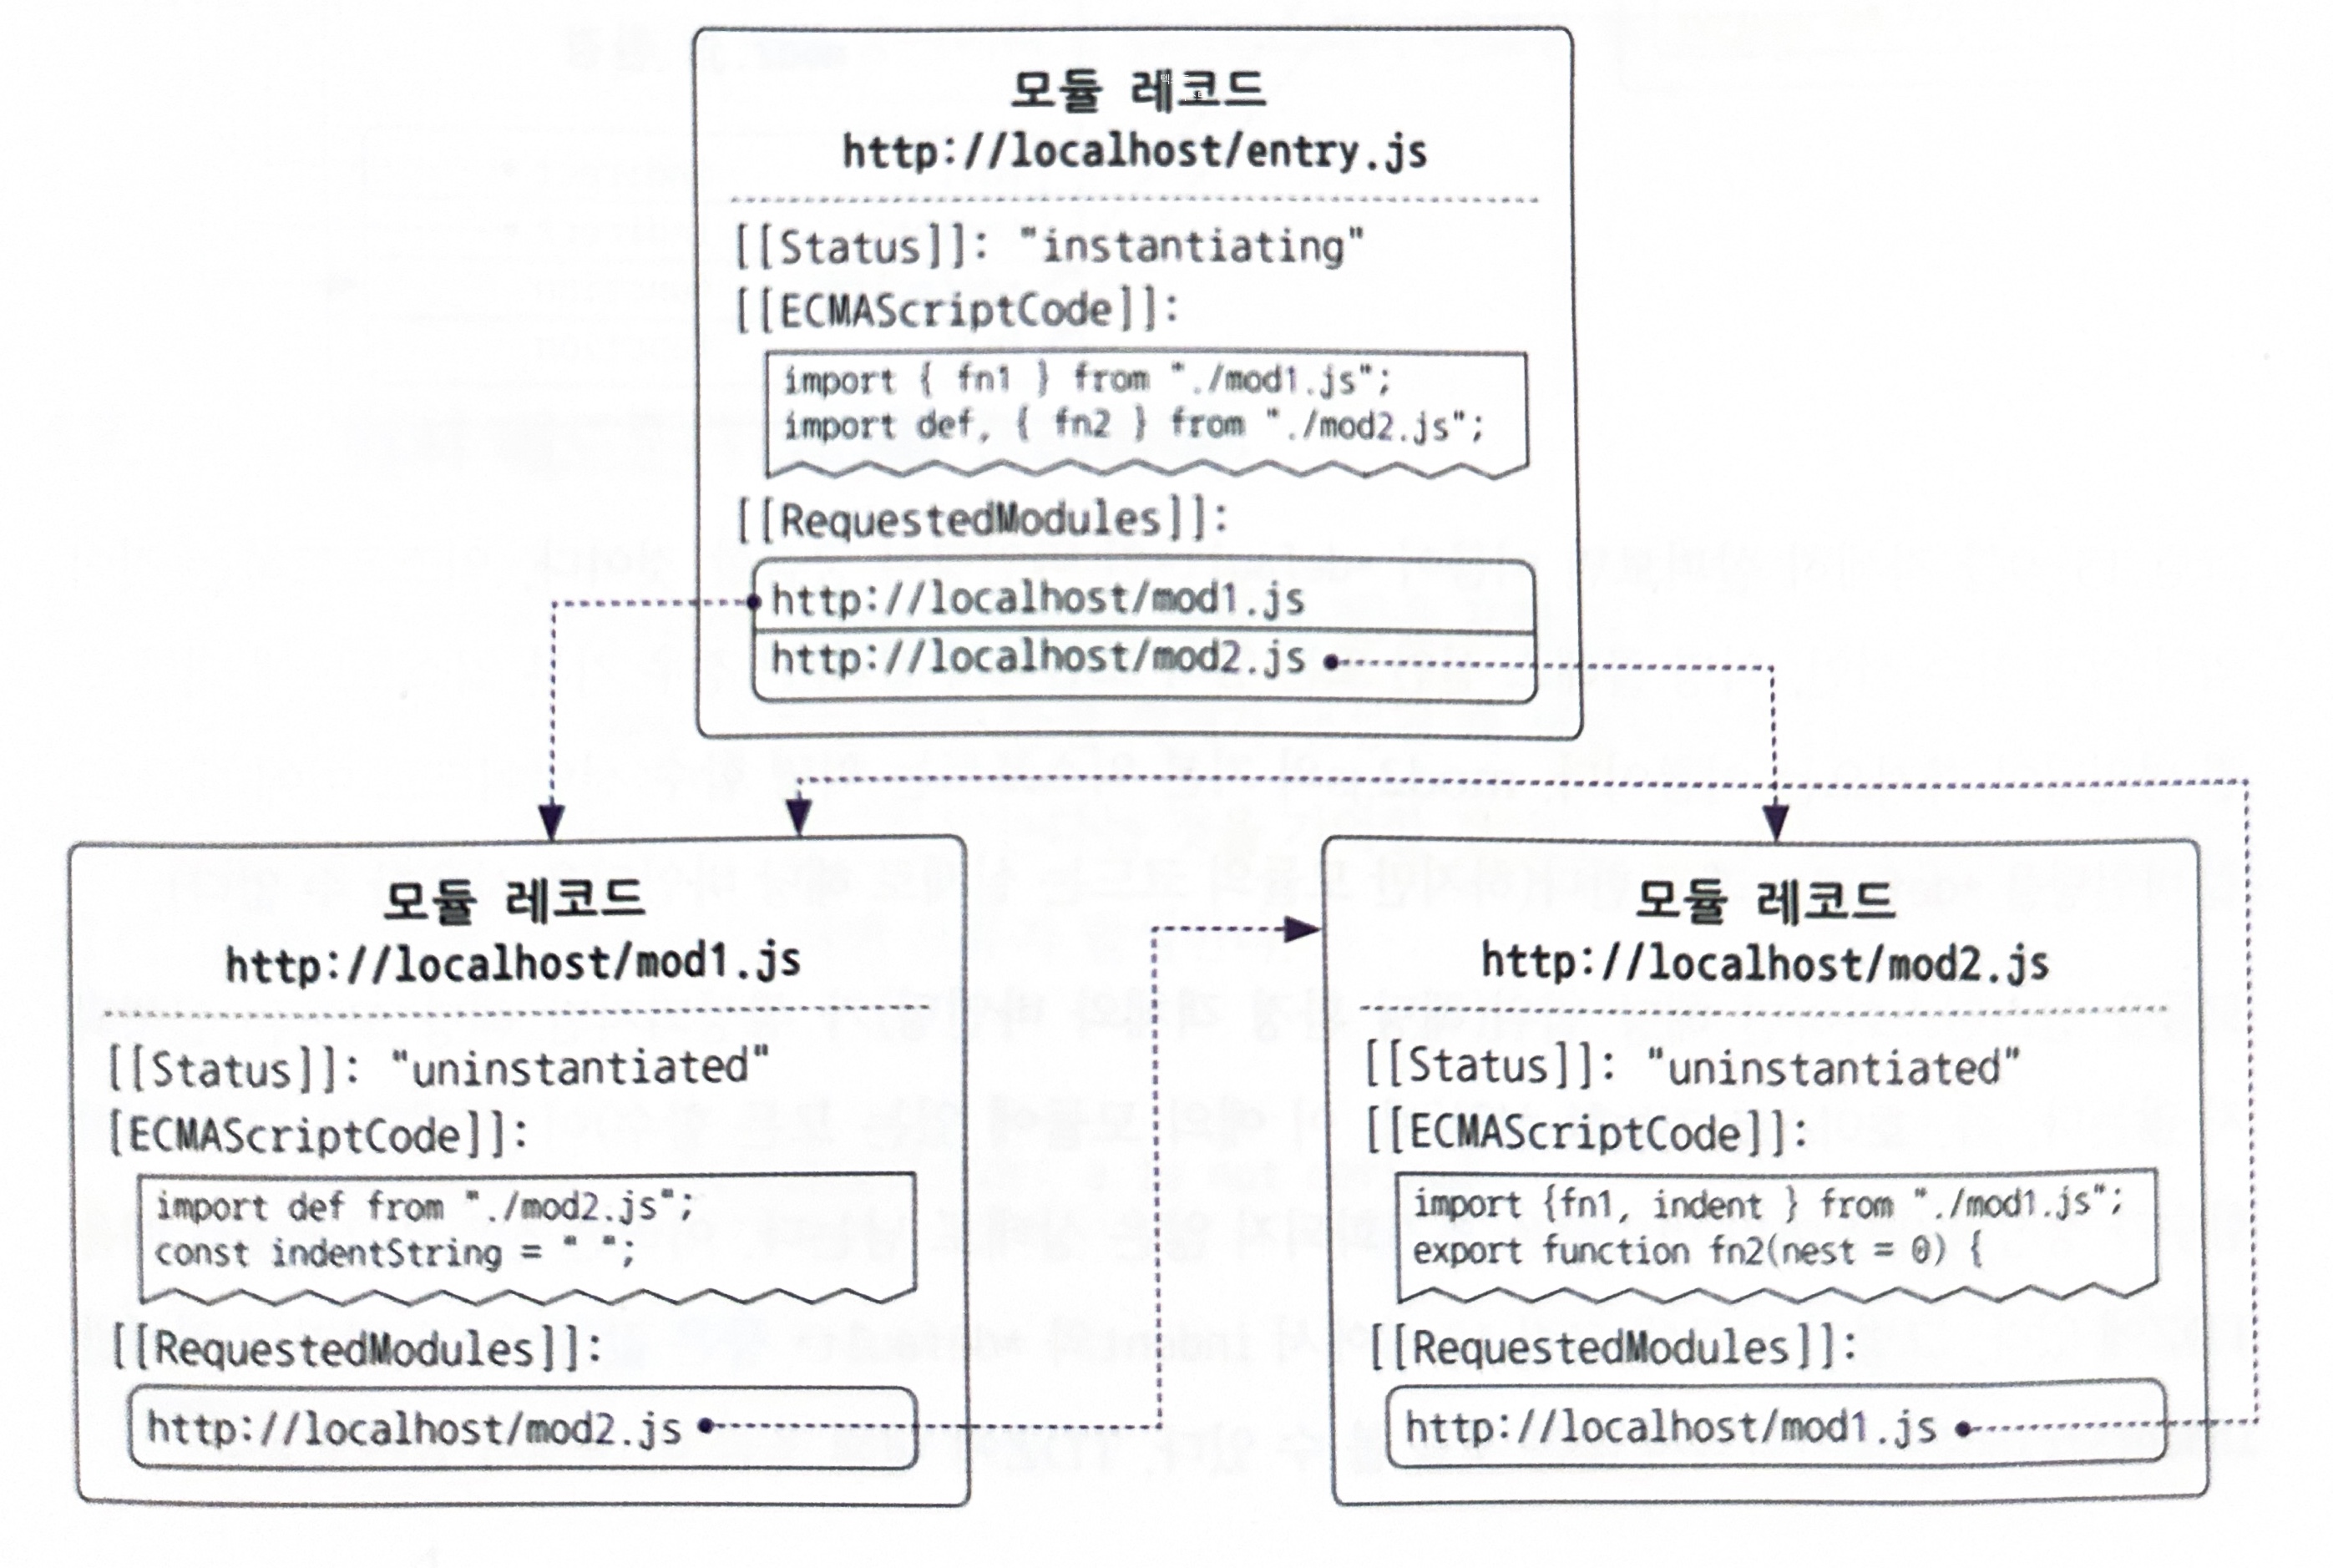 모듈 레코드
http://localhost/entry.js
[[Status]]: "instantiating"
[[ECMAScriptCode]]:
import { fn1 } from "./mod1.js";
import def, { fn2 } from "./mod2.js";
[[RequestedModules]]:
http://localhost/mod1.js
http://localhost/mod2.js
모듈 레코드
http://localhost/mod1.js
[[Status]]: "uninstantiated"
[ECMAScriptCode]]:
import def from "./mod2.js";
const indentString = " ";
[[RequestedModules]]:
http://localhost/mod2.js
모듈 레코드
http://localhost/mod2.js
[[Status]]: "uninstantiated"
[[ECMAScriptCode]]:
import {fn1, indent } from "./mod1.js";
export function fn2(nest = 0) {
[[RequestedModules]]:
http://localhost/mod1.js